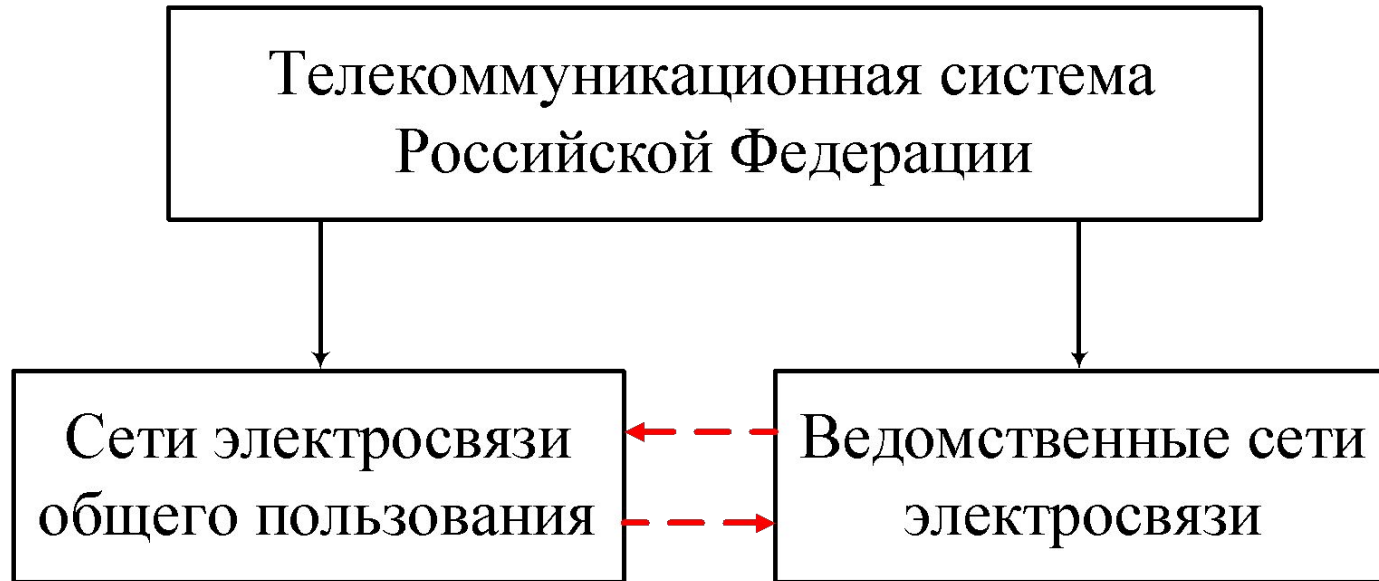 Телекоммуникационная система
Российской Федерации
Сети электросвязи
общего пользования
Ведомственные сети
электросвязи